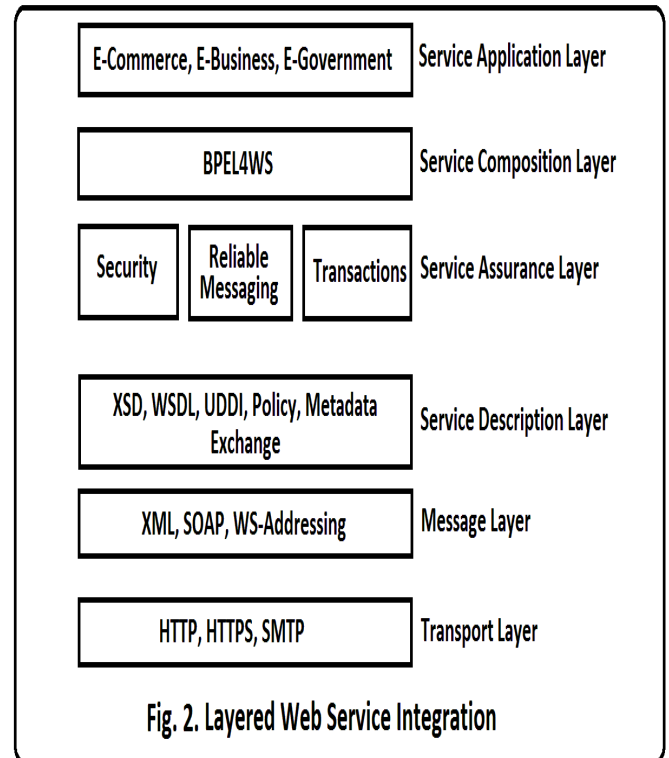 E-Commerce, E-Business, E-Government
Service Application Layer
BPEL4WS
Service Composition Layer
Security
Reliable
Messaging
Transactions
Service Assurance Layer
XSD, WSDL, UDDI, Policy, Metadata
Exchange
Service Description Layer
XML, SOAP, WS-Addressing
Message Layer
HTTP, HTTPS, SMTP
Transport Layer
Fig. 2. Layered Web Service Integration